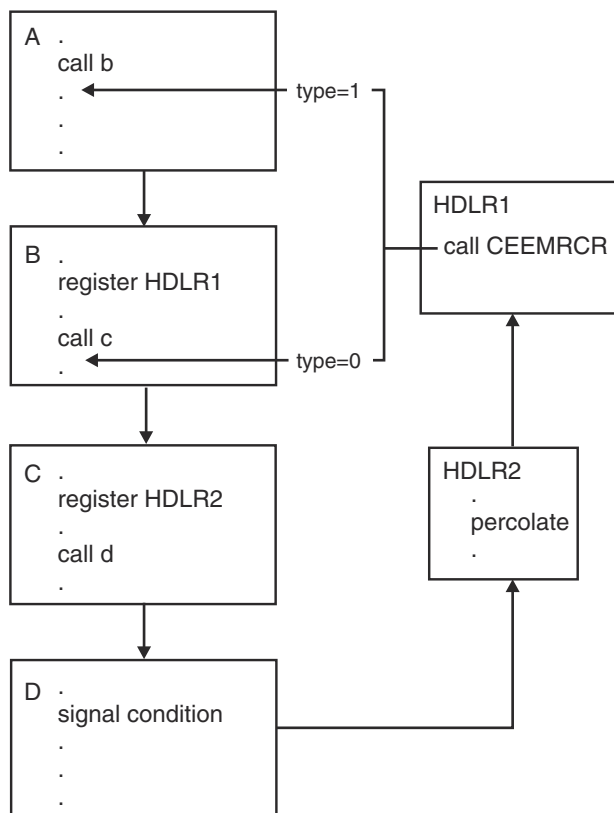 A .
call b
.
.
.
type=1
B .
register HDLR1
.
call c
.
type=0
C .
register HDLR2
.
call d
.
D .
signal condition
.
.
.
HDLR1
call CEEMRCR
HDLR2
.
percolate
.